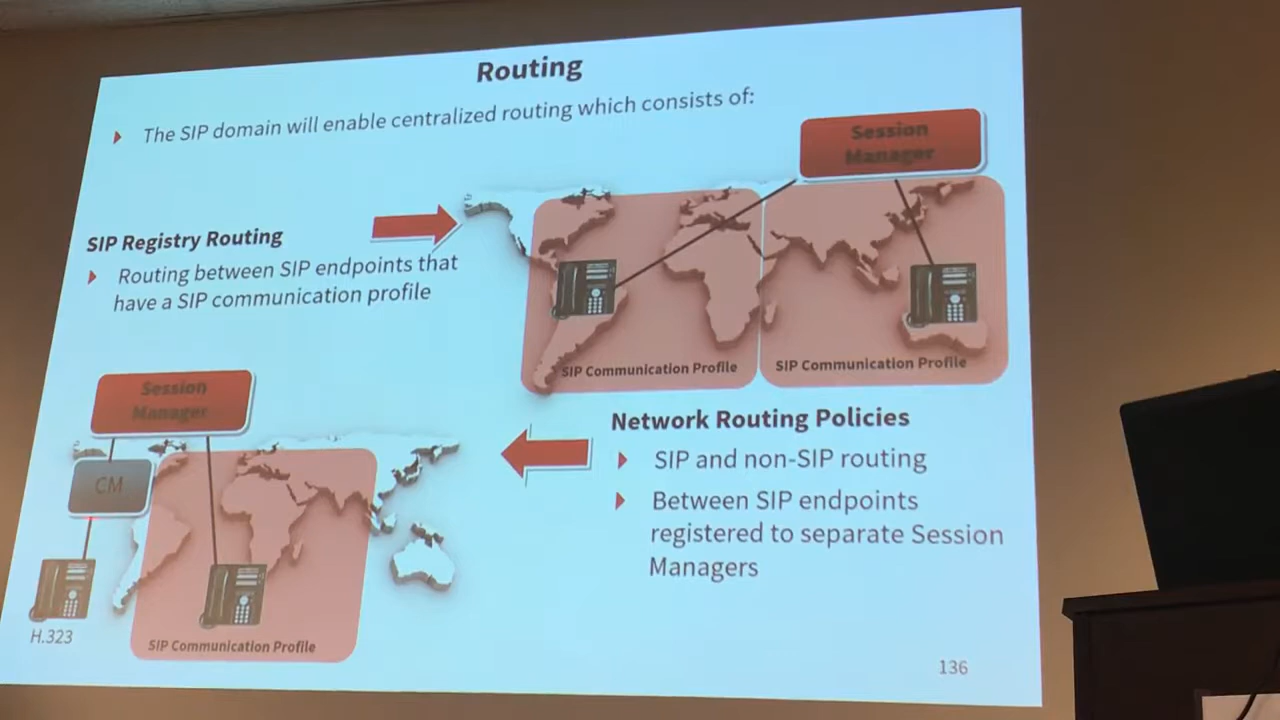 Routing
The SIP domain will enable centralized routing which consists of:
Session
Manager
SIP Registry Routing
Routing between SIP endpoints that
have a SIP communication profile
SIP Communication Profile
SIP Communication Profile
Session
Manager
CM
H.323
SIP Communication Profile
Network Routing Policies
SIP and non-SIP routing
Between SIP endpoints
registered to separate Session
Managers
136